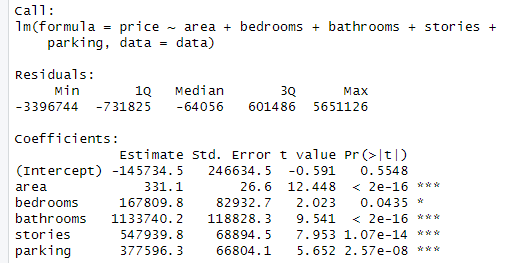 Call:
lm(formula = price ~ area + bedrooms + bathrooms + stories +
    parking, data = data)
Residuals:
     Min       1Q   Median       3Q      Max
-3396744  -731825   -64056   601486  5651126
Coefficients:
             Estimate Std. Error t value Pr(>|t|)
(Intercept) -145734.5   246634.5  -0.591   0.5548
area            331.1       26.6  12.448  < 2e-16 ***
bedrooms     167809.8    82932.7   2.023   0.0435 *
bathrooms   1133740.2   118828.3   9.541  < 2e-16 ***
stories      547939.8    68894.5   7.953 1.07e-14 ***
parking      377596.3    66804.1   5.652 2.57e-08 ***